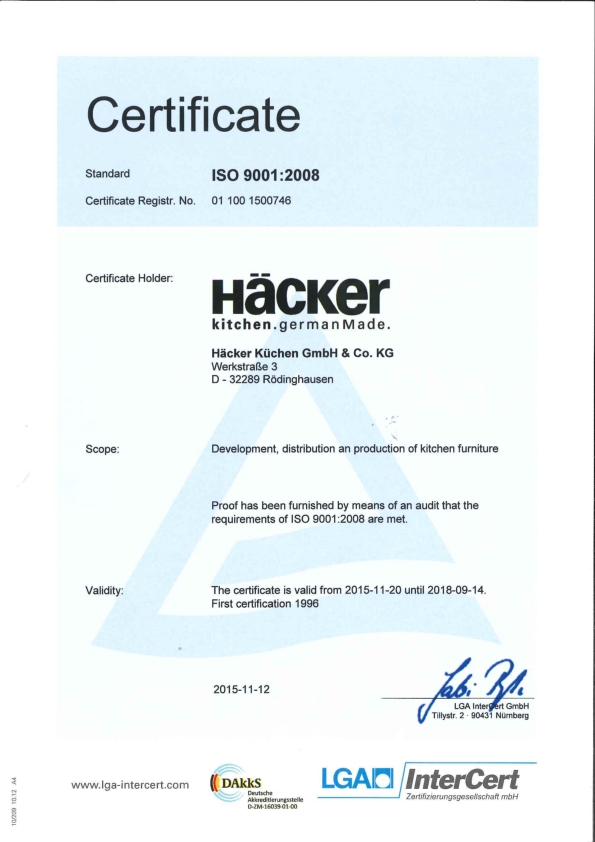 Certificate
Standard ISO 9001:2008
Certificate Registr. No. 01 100 1500746
Certificate Holder:
Häcker
kitchen.germanMade.
Häcker Küchen GmbH & Co. KG
Werkstraße 3
D - 32289 Rödinghausen
Scope: Development, distribution an production of kitchen furniture
Proof has been furnished by means of an audit that the
requirements of ISO 9001:2008 are met.
Validity: The certificate is valid from 2015-11-20 until 2018-09-14.
First certification 1996
2015-11-12
LGA InterCert GmbH
Tillystr. 2 · 90431 Nürnberg
www.lga-intercert.com
DAkkS
Deutsche
Akkreditierungsstelle
D-ZM-16039-01-00
LGA InterCert
Zertifizierungsgesellschaft mbH
10/209 10.12 A4